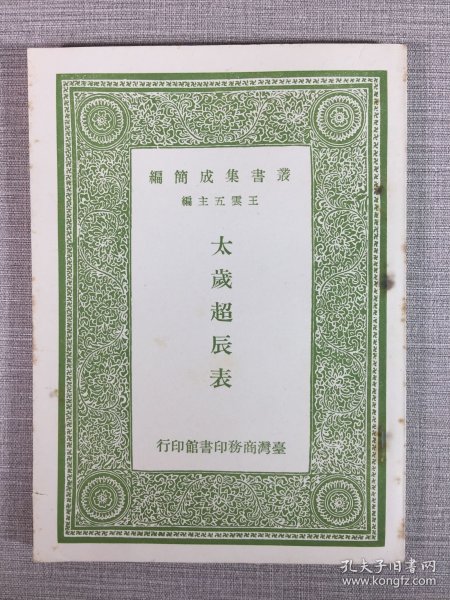 叢書集成簡編
王雲五主編
太歲超辰表
臺灣商務印書館印行
孔夫子旧书网
www.kongfz.com